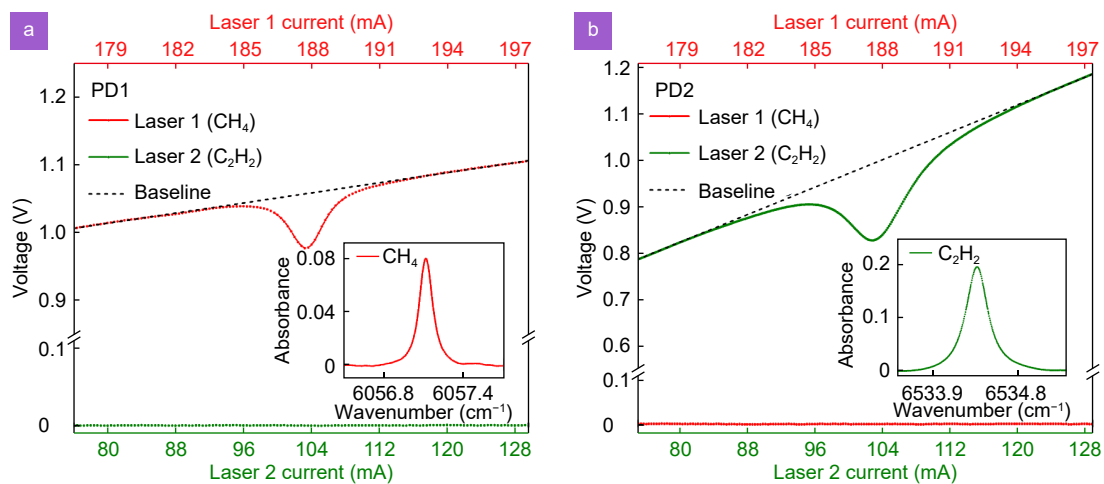 a
Laser 1 current (mA)
179 182 185 188 191 194 197
PD1
Laser 1 (CH₄)
Laser 2 (C₂H₂)
Baseline
Voltage (V)
1.2
1.1
1.0
0.9
0.1
0
CH₄
Absorbance
0.08
0.04
0
6056.8 6057.4
Wavenumber (cm⁻¹)
80 88 96 104 112 120 128
Laser 2 current (mA)
b
Laser 1 current (mA)
179 182 185 188 191 194 197
PD2
Laser 1 (CH₄)
Laser 2 (C₂H₂)
Baseline
Voltage (V)
1.2
1.1
1.0
0.9
0.8
0.7
0.6
0.1
0
C₂H₂
Absorbance
0.2
0.1
0
6533.9 6534.8
Wavenumber (cm⁻¹)
80 88 96 104 112 120 128
Laser 2 current (mA)